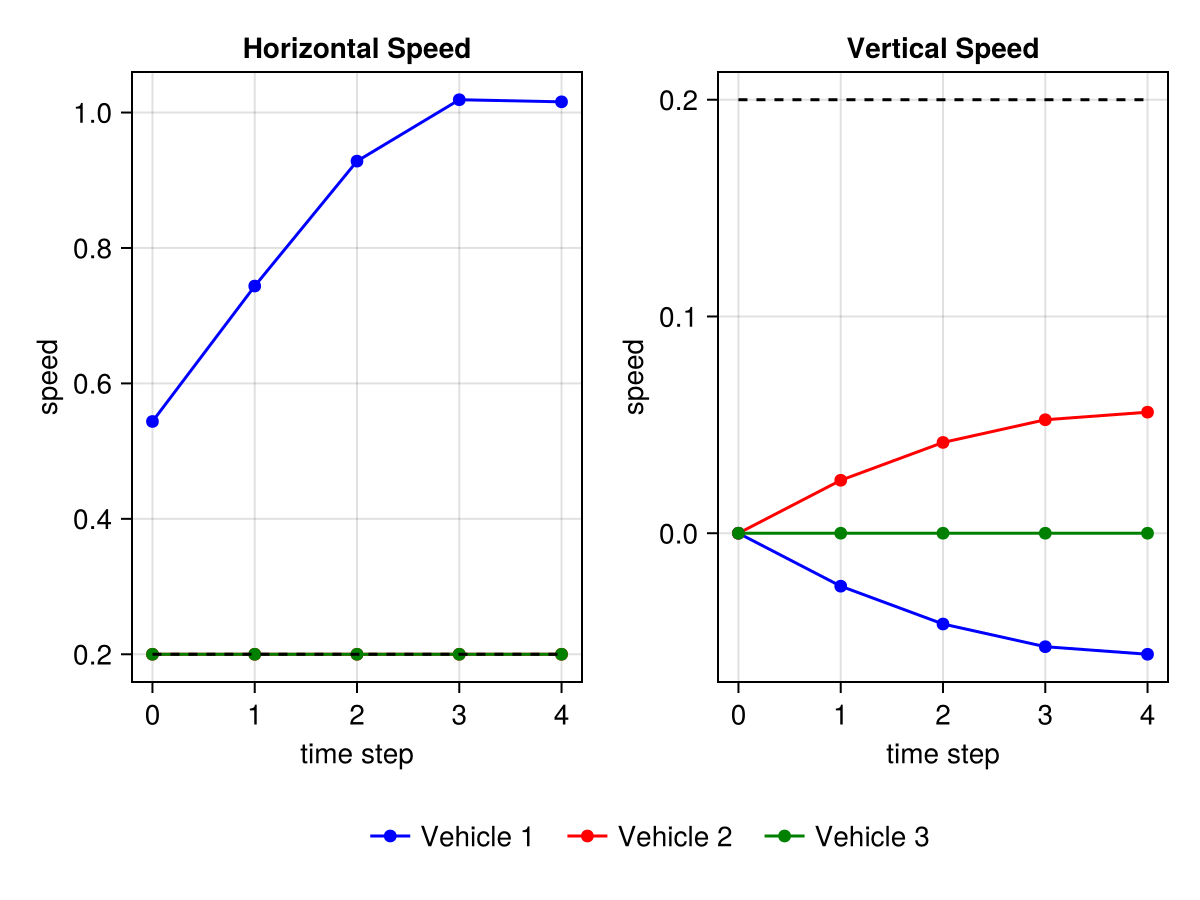 Horizontal Speed
speed
1.0
0.8
0.6
0.4
0.2
0 1 2 3 4
time step
Vertical Speed
speed
0.2
0.1
0.0
0 1 2 3 4
time step
Vehicle 1 Vehicle 2 Vehicle 3